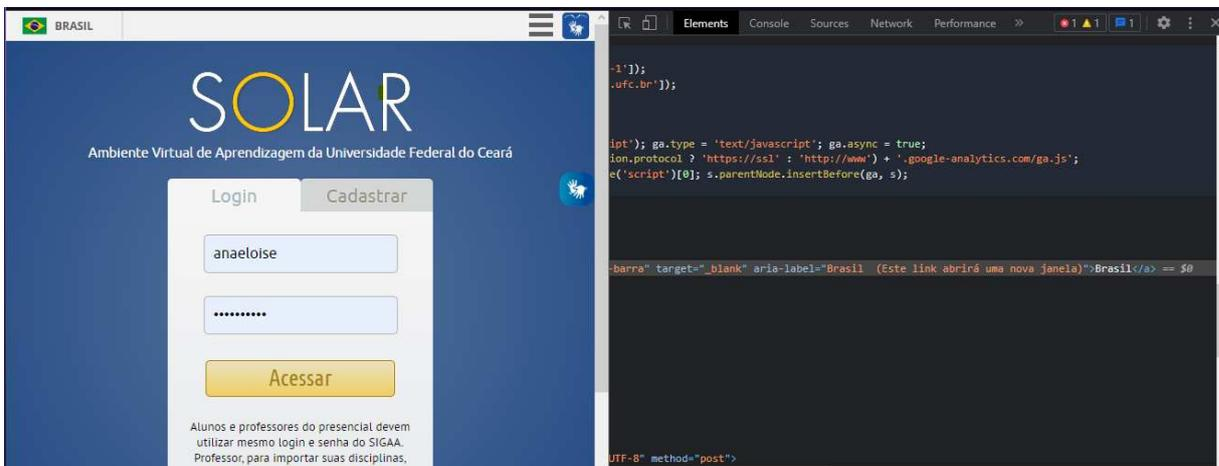 BRASIL
SOLAR
Ambiente Virtual de Aprendizagem da Universidade Federal do Ceará
Login Cadastrar
anaeloise
••••••••••
Acessar
Alunos e professores do presencial devem
utilizar mesmo login e senha do SIGAA.
Professor, para importar suas disciplinas,
Elements Console Sources Network Performance » 1 1 1
-1']);
.ufc.br']);
ipt'); ga.type = 'text/javascript'; ga.async = true;
ion.protocol ? 'https://ssl' : 'http://www') + '.google-analytics.com/ga.js';
e('script')[0]; s.parentNode.insertBefore(ga, s);
-barra" target="_blank" aria-label="Brasil (Este link abrirá uma nova janela)">Brasil</a> == $0
UTF-8" method="post">